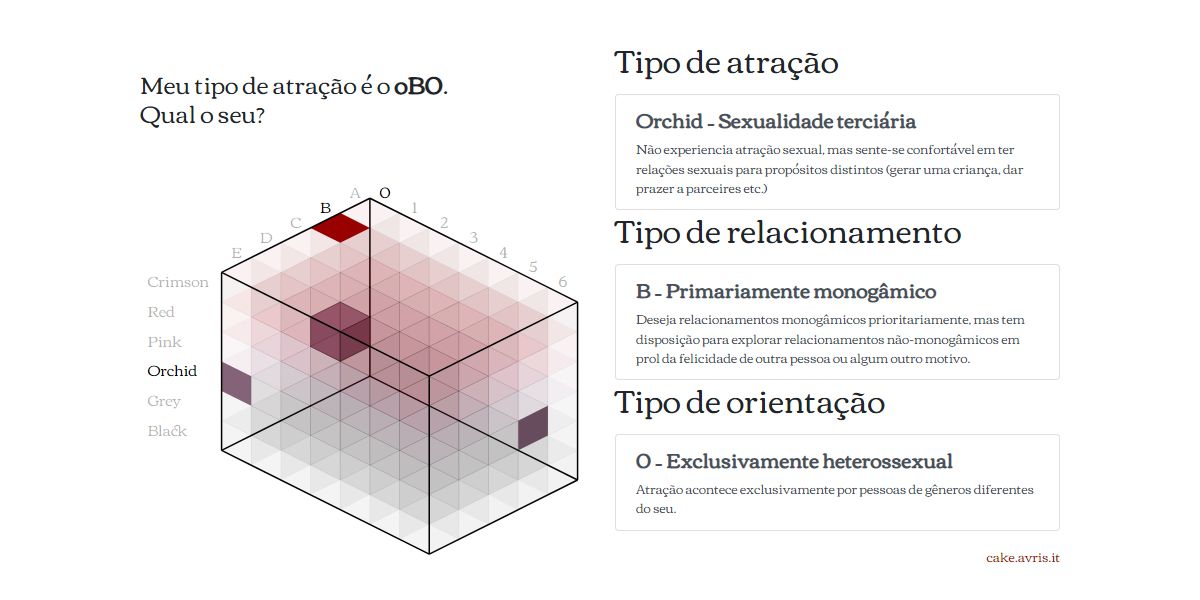 Meu tipo de atração é o oBO.
Qual o seu?
A O
B 1
C 2
D 3
E 4
5
6
Crimson
Red
Pink
Orchid
Grey
Black
Tipo de atração
Orchid - Sexualidade terciária
Não experiencia atração sexual, mas sente-se confortável em ter
relações sexuais para propósitos distintos (gerar uma criança, dar
prazer a parceires etc.)
Tipo de relacionamento
B - Primariamente monogâmico
Deseja relacionamentos monogâmicos prioritariamente, mas tem
disposição para explorar relacionamentos não-monogâmicos em
prol da felicidade de outra pessoa ou algum outro motivo.
Tipo de orientação
0 - Exclusivamente heterossexual
Atração acontece exclusivamente por pessoas de gêneros diferentes
do seu.
cake.avris.it